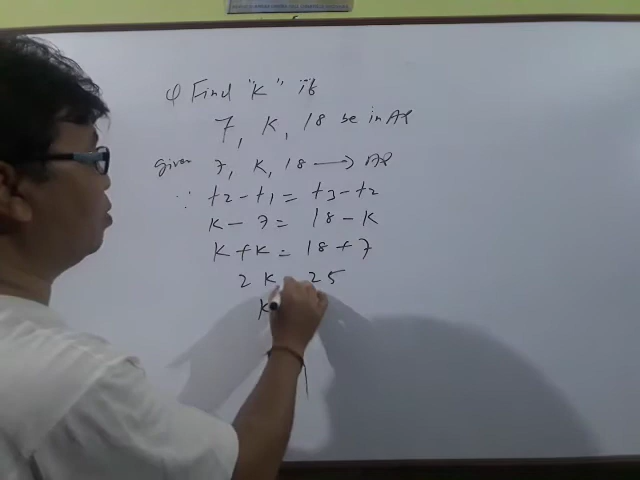 Q Find "K" if
7, K, 18 be in AP
given 7, K, 18 ⟶ AP
∵ t2 - t1 = t3 - t2
K - 7 = 18 - K
K + K = 18 + 7
2K = 25
K